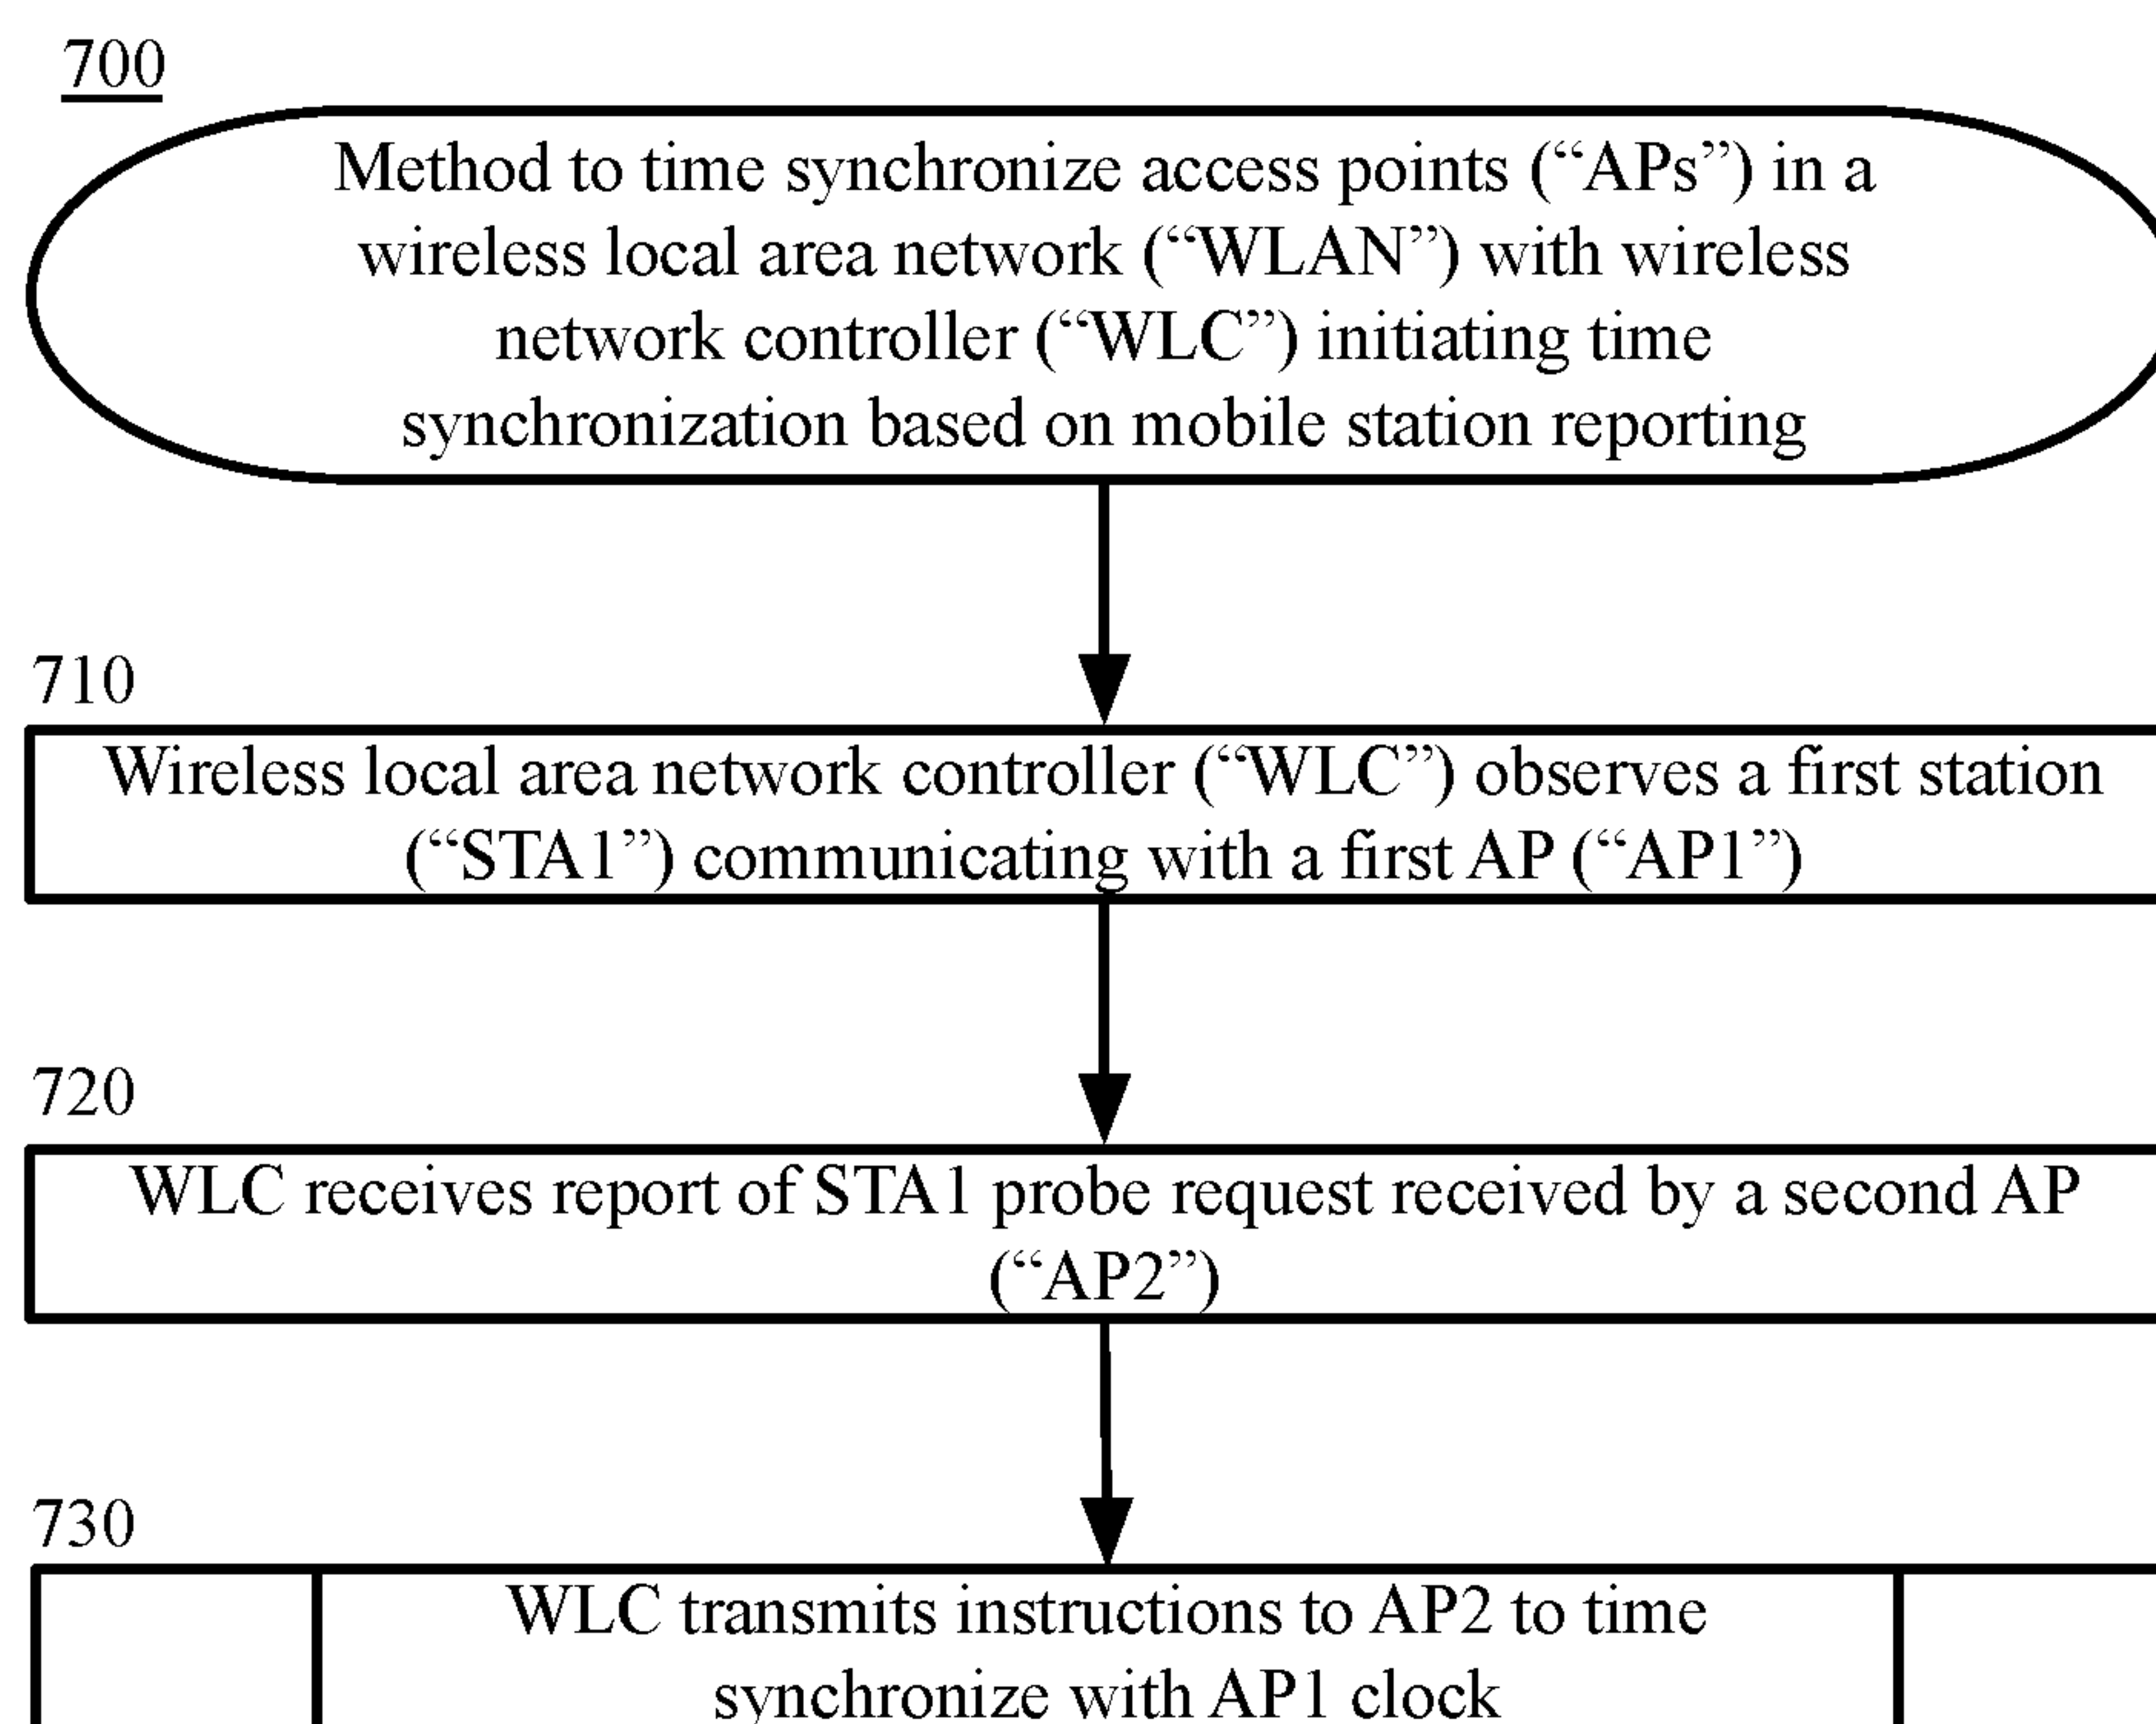 700
Method to time synchronize access points (“APs”) in a
wireless local area network (“WLAN”) with wireless
network controller (“WLC”) initiating time
synchronization based on mobile station reporting
710
Wireless local area network controller (“WLC”) observes a first station
(“STA1”) communicating with a first AP (“AP1”)
720
WLC receives report of STA1 probe request received by a second AP
(“AP2”)
730
WLC transmits instructions to AP2 to time
synchronize with AP1 clock